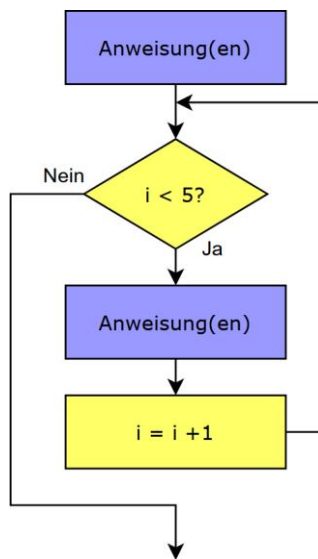 Anweisung(en)
Nein
i < 5?
Ja
Anweisung(en)
i = i +1